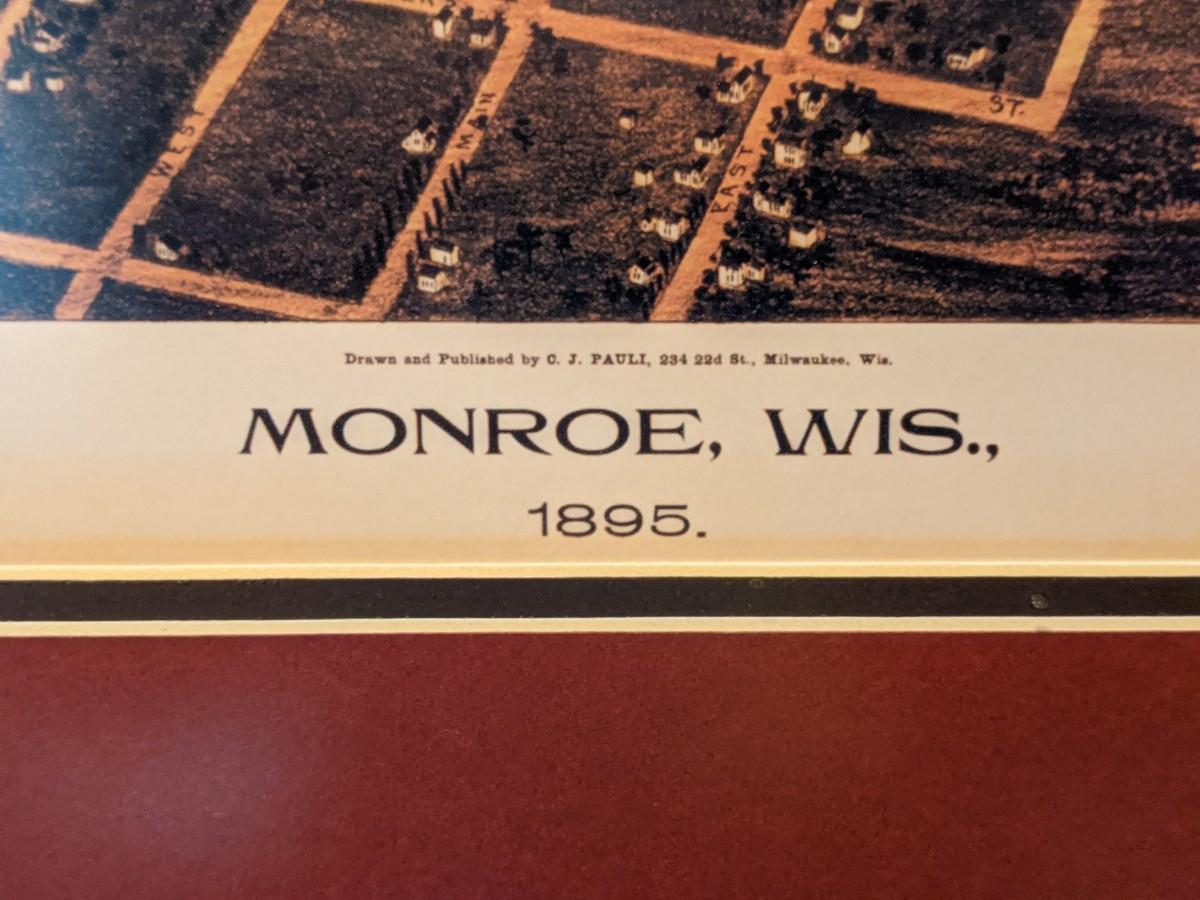 ST.
MAIN
WEST
EAST
Drawn and Published by C. J. PAULI, 234 22d St., Milwaukee, Wis.
MONROE, WIS.,
1895.